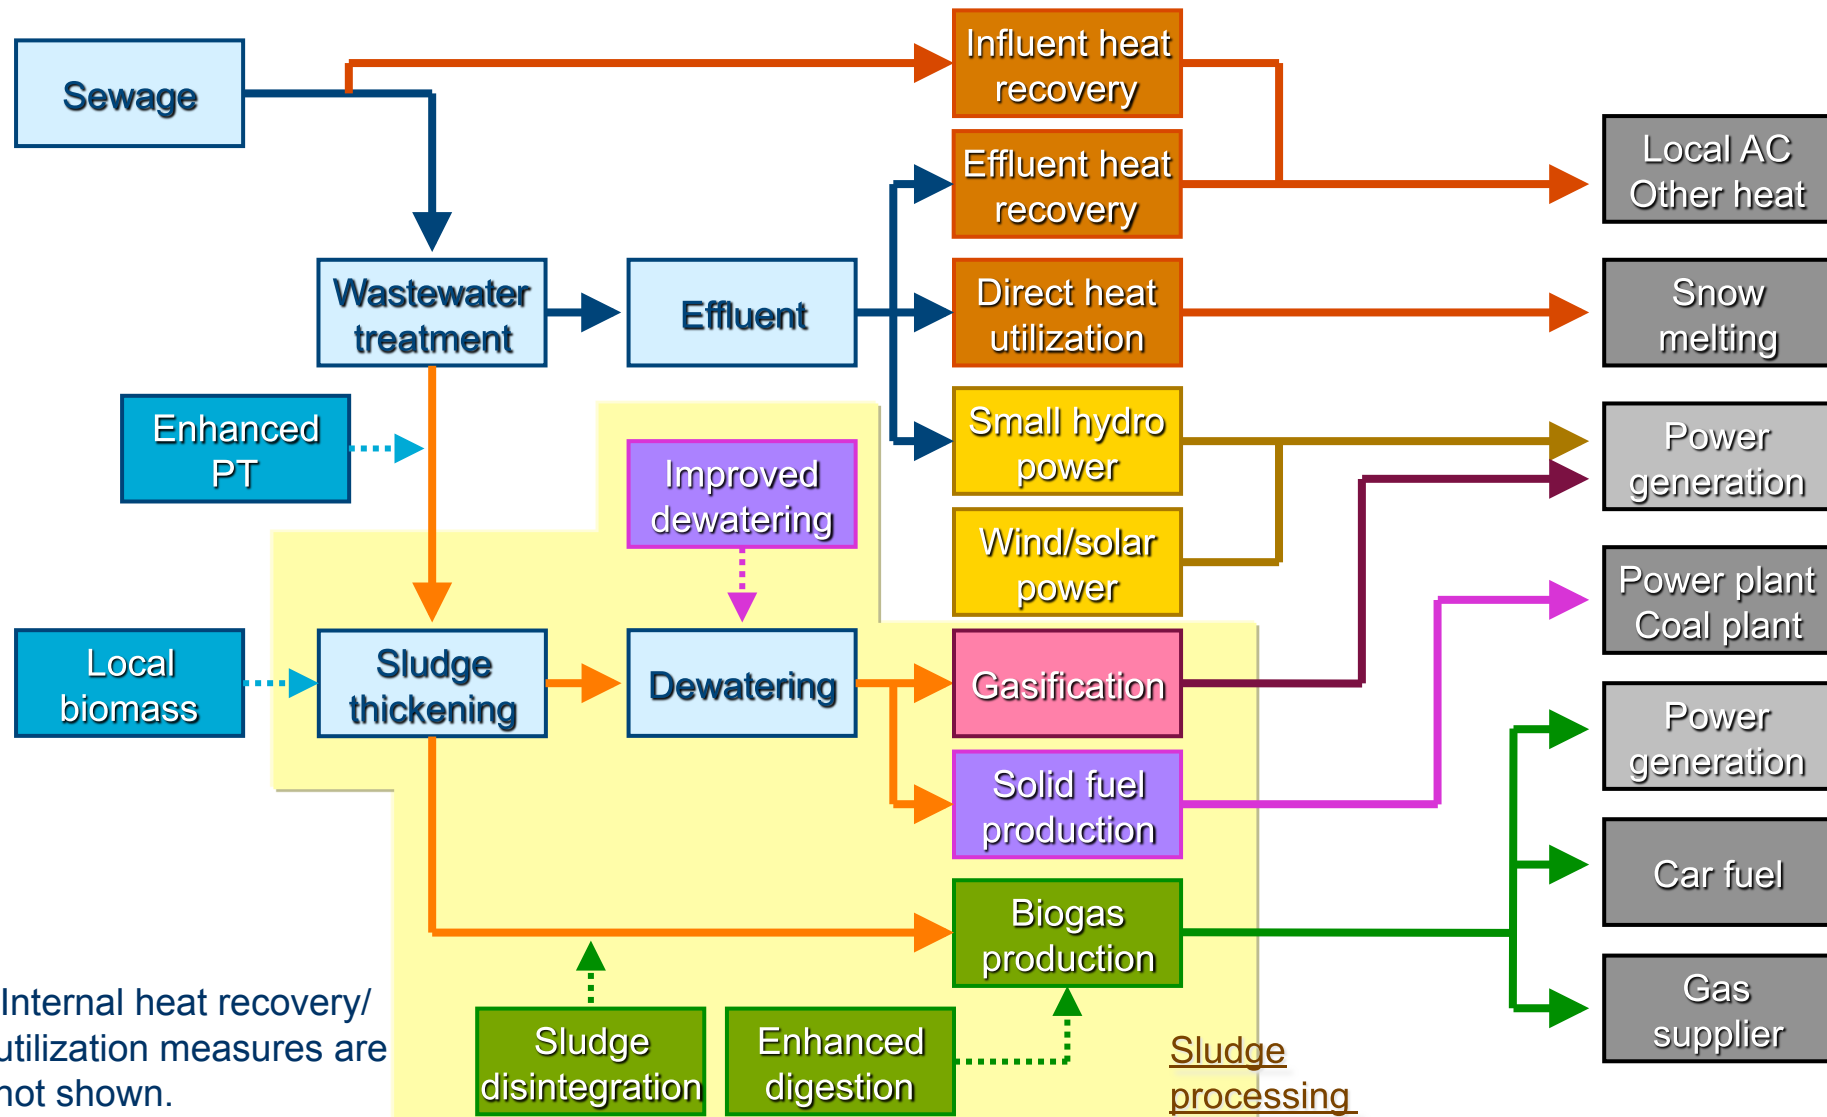 Influent heat
recovery
Sewage
Effluent heat
recovery
Local AC
Other heat
Wastewater
treatment
Effluent
Direct heat
utilization
Snow
melting
Enhanced
PT
Improved
dewatering
Small hydro
power
Power
generation
Wind/solar
power
Power plant
Coal plant
Local
biomass
Sludge
thickening
Dewatering
Gasification
Power
generation
Solid fuel
production
Car fuel
Biogas
production
Gas
supplier
Internal heat recovery/
utilization measures are
not shown.
Sludge
disintegration
Enhanced
digestion
Sludge
processing